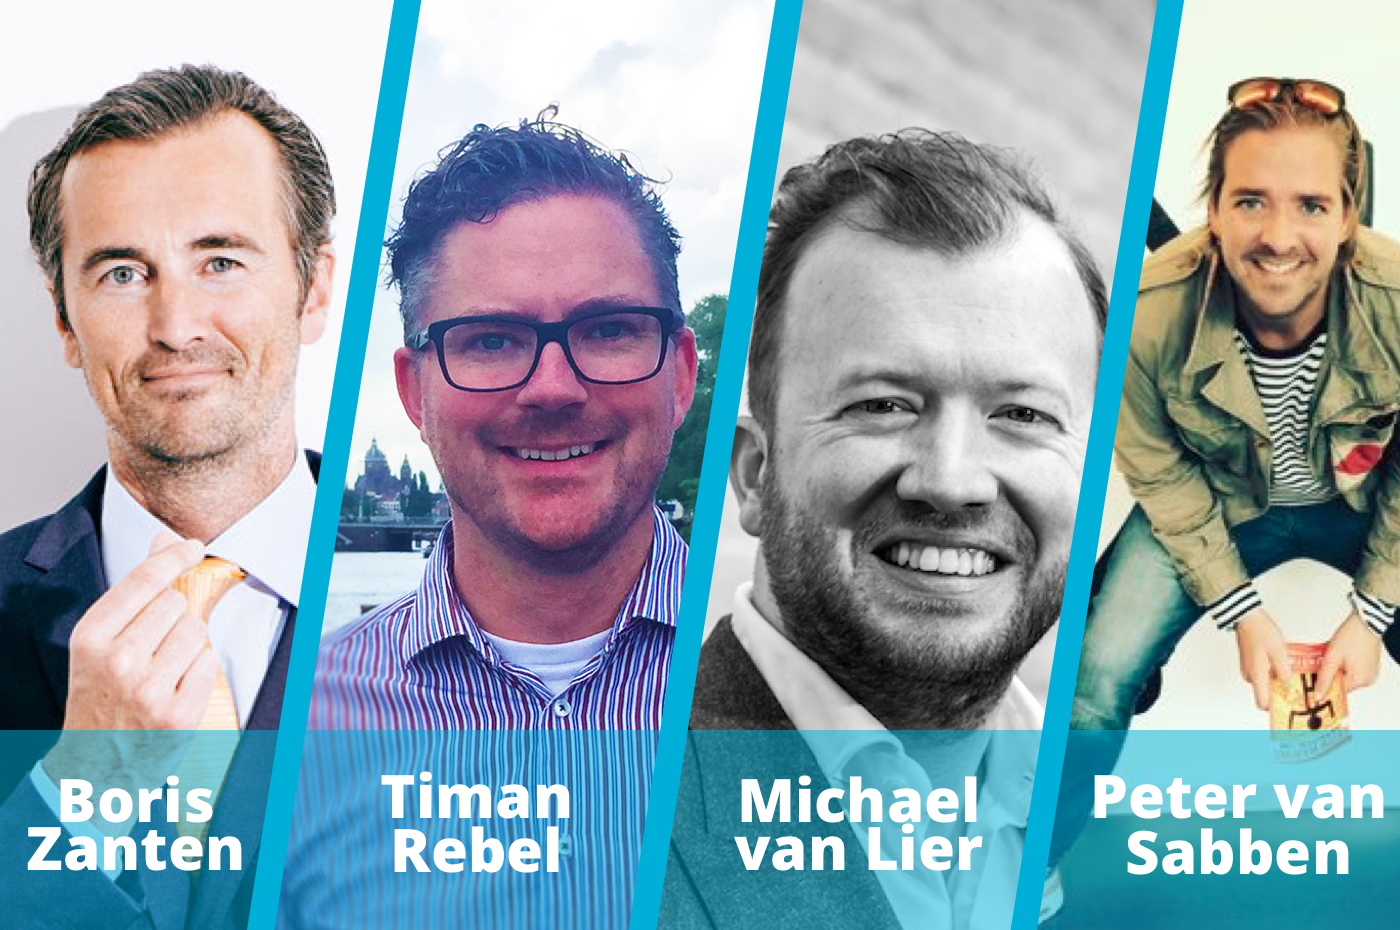 Boris
Zanten
Timan
Rebel
Michael
van Lier
Peter van
Sabben